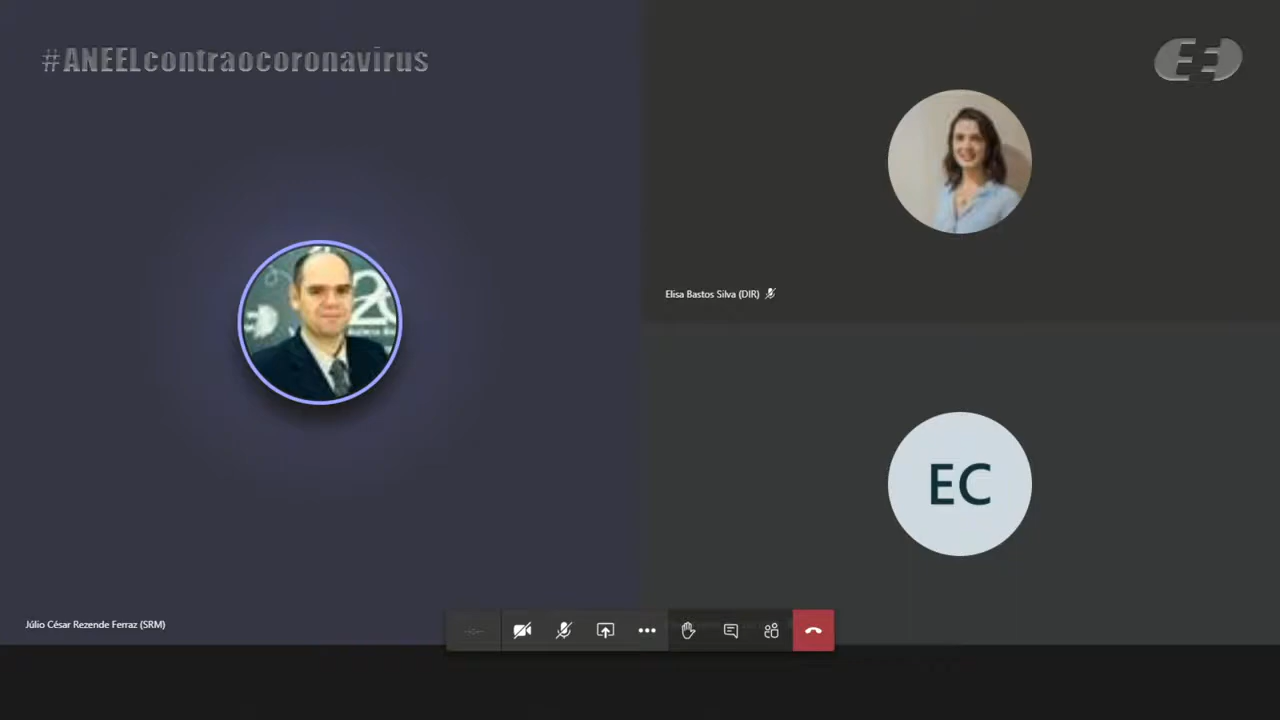 #ANEELcontraocoronavirus
Elisa Bastos Silva (DIR)
EC
Júlio César Rezende Ferraz (SRM)